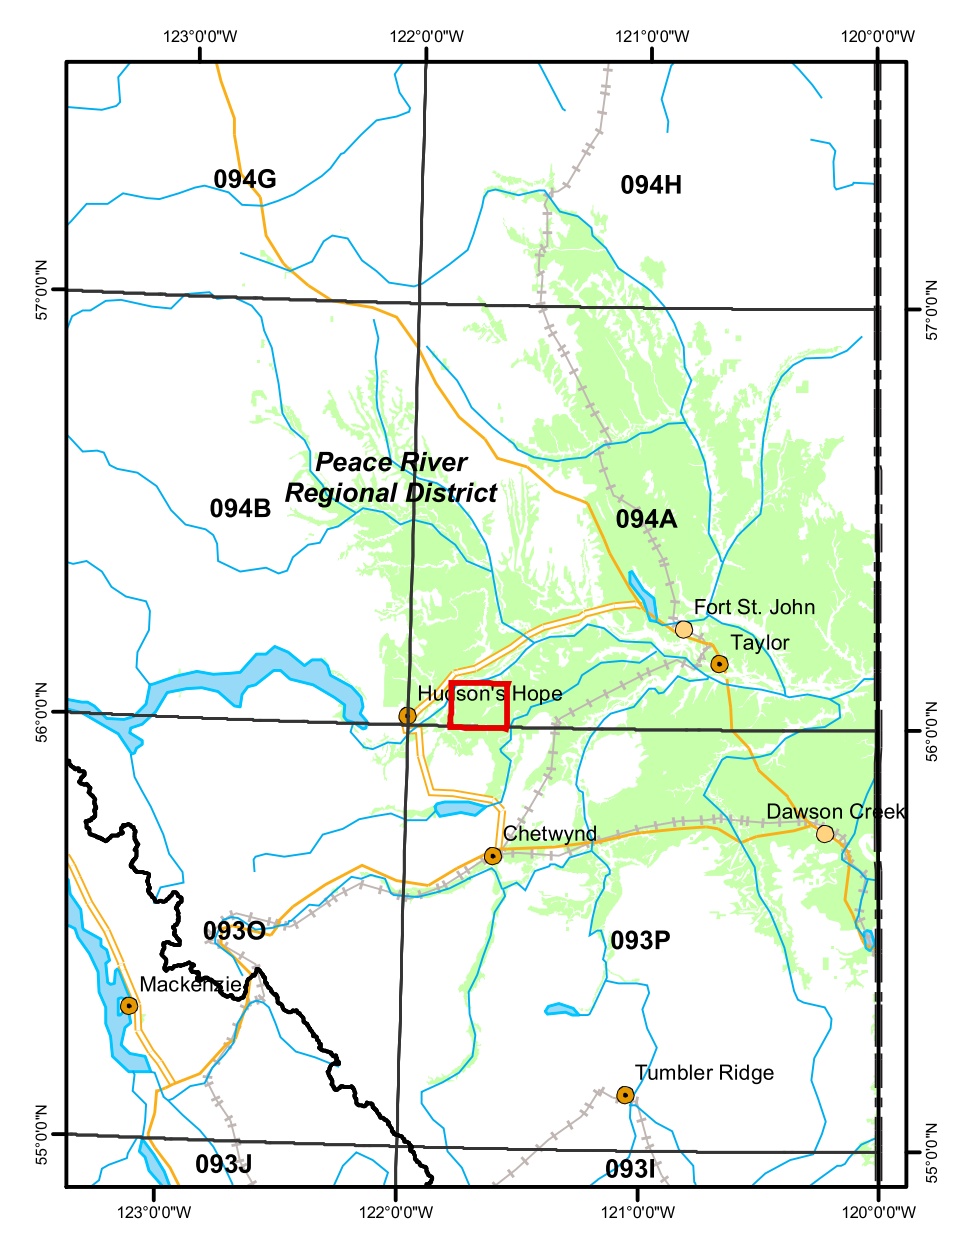 123°0'0"W 122°0'0"W 121°0'0"W 120°0'0"W
094G
094H
57°0'0"N
57°0'0"N
Peace River
Regional District
094B
094A
Fort St. John
Taylor
Hudson's Hope
56°0'0"N
56°0'0"N
Dawson Creek
Chetwynd
093O
093P
Mackenzie
Tumbler Ridge
55°0'0"N
55°0'0"N
093J
093I
123°0'0"W 122°0'0"W 121°0'0"W 120°0'0"W